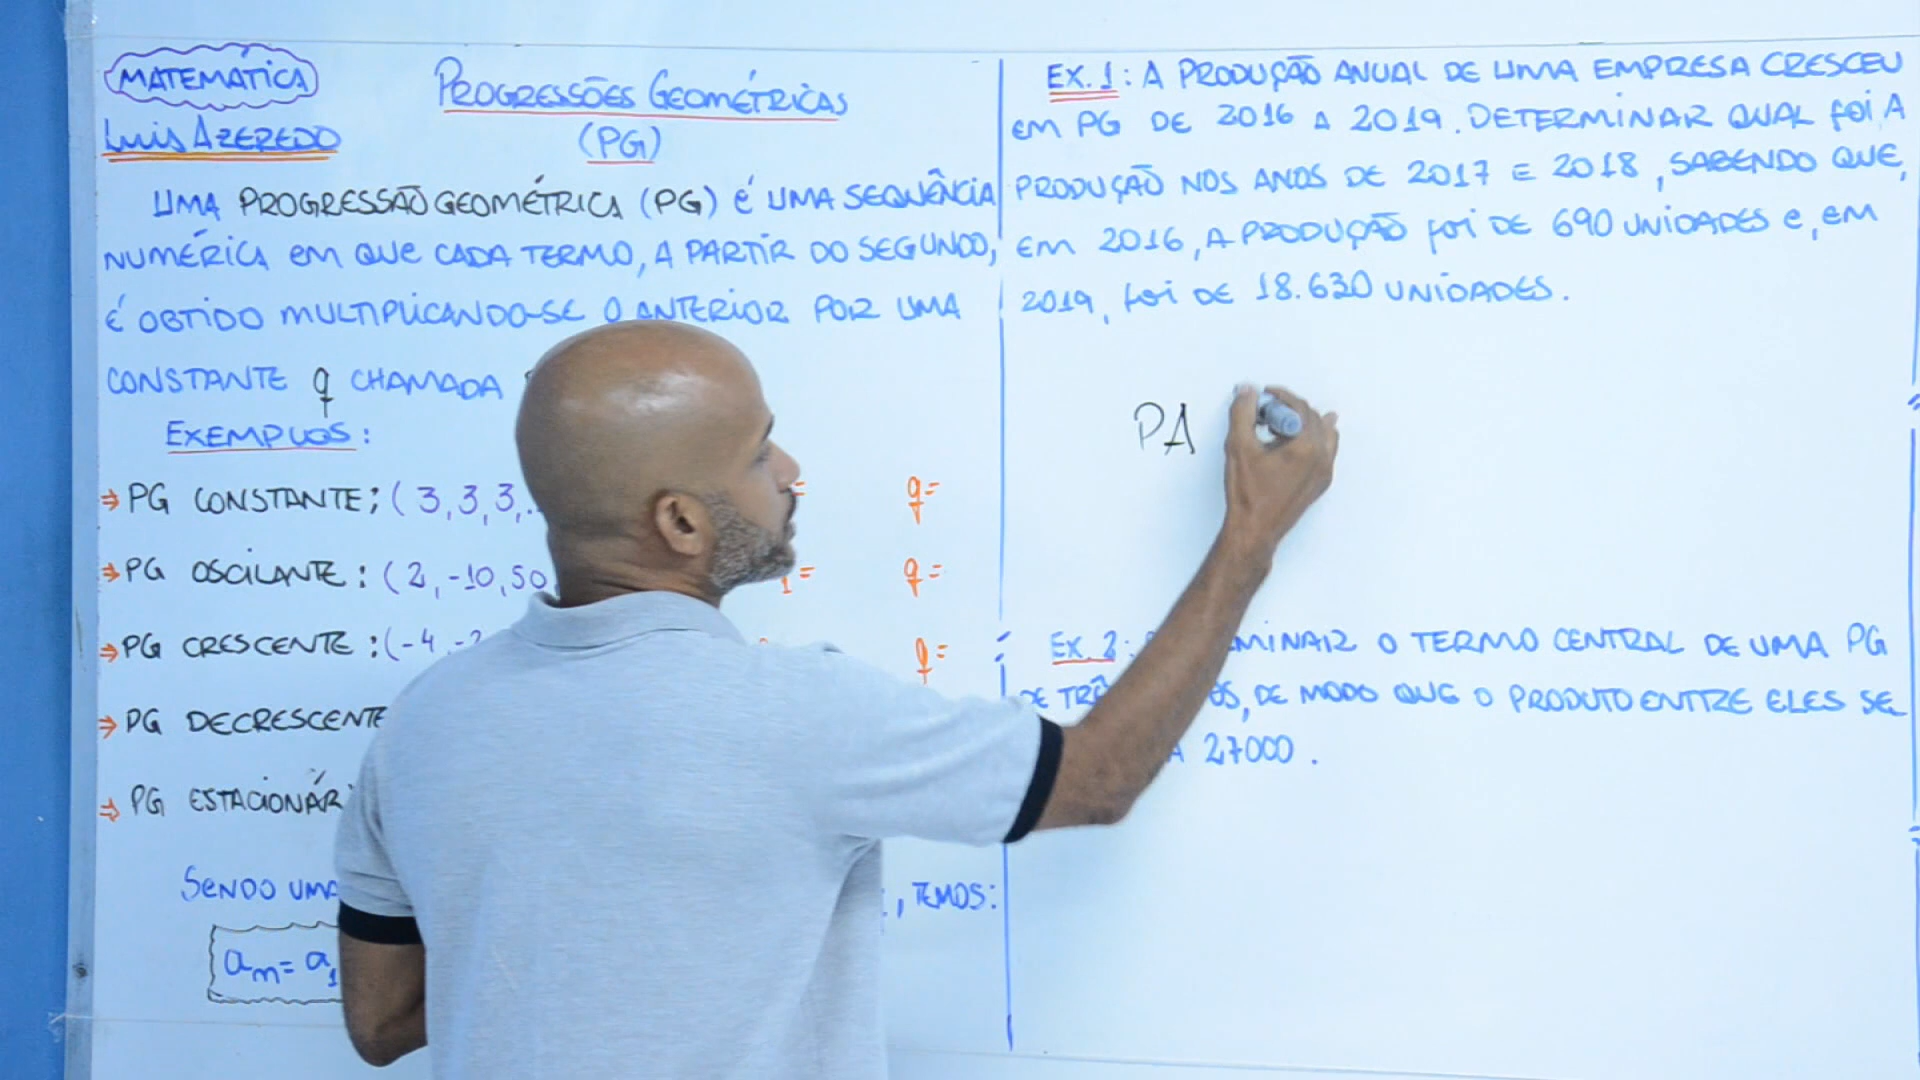 MATEMÁTICA
LUIS AZEREDO
PROGRESSÕES GEOMÉTRICAS
(PG)
UMA PROGRESSÃO GEOMÉTRICA (PG) É UMA SEQUÊNCIA
NUMÉRICA EM QUE CADA TERMO, A PARTIR DO SEGUNDO,
É OBTIDO MULTIPLICANDO-SE O ANTERIOR POR UMA
CONSTANTE q CHAMADA
EXEMPLOS:
⇒ PG CONSTANTE: (3, 3, 3, = q=
⇒ PG OSCILANTE: (2, -10, 50, 1= q=
⇒ PG CRESCENTE: (-4, q=
⇒ PG DECRESCENTE
⇒ PG ESTACIONÁR
SENDO UMA , TEMOS:
am= a1
EX. 1: A PRODUÇÃO ANUAL DE UMA EMPRESA CRESCEU
EM PG DE 2016 A 2019. DETERMINAR QUAL FOI A
PRODUÇÃO NOS ANOS DE 2017 E 2018, SABENDO QUE,
EM 2016, A PRODUÇÃO FOI DE 690 UNIDADES E, EM
2019, FOI DE 18.630 UNIDADES.
PA
EX. 2: MINAR O TERMO CENTRAL DE UMA PG
DE TRÊ OS, DE MODO QUE O PRODUTO ENTRE ELES SE
A 27000.